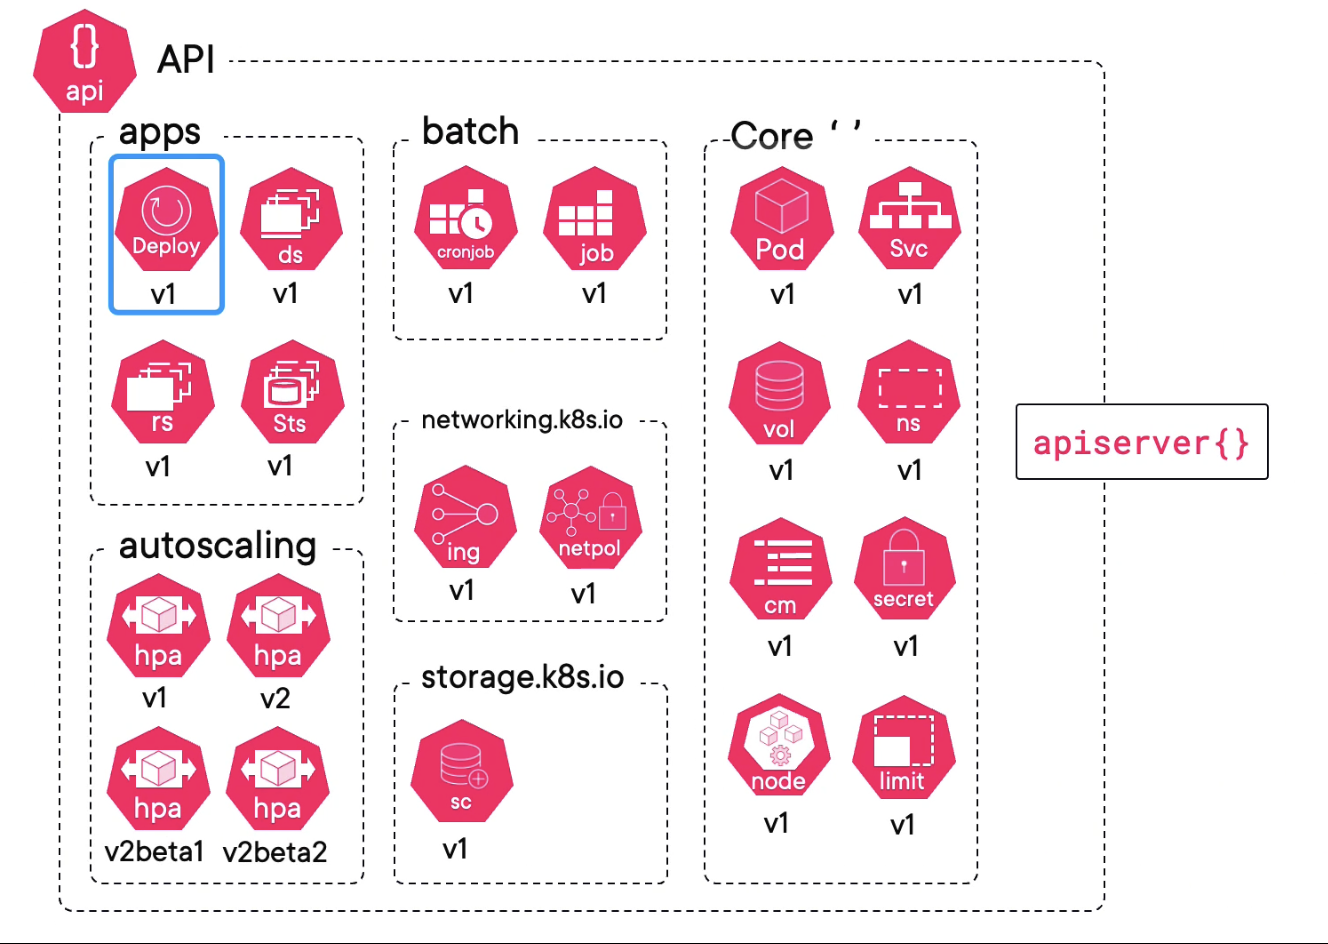 api
API
apps
Deploy
v1
ds
v1
rs
v1
Sts
v1
autoscaling
hpa
v1
hpa
v2
hpa
v2beta1
hpa
v2beta2
batch
cronjob
v1
job
v1
networking.k8s.io
ing
v1
netpol
v1
storage.k8s.io
sc
v1
Core ‘ ’
Pod
v1
Svc
v1
vol
v1
ns
v1
cm
v1
secret
v1
node
v1
limit
v1
apiserver{}